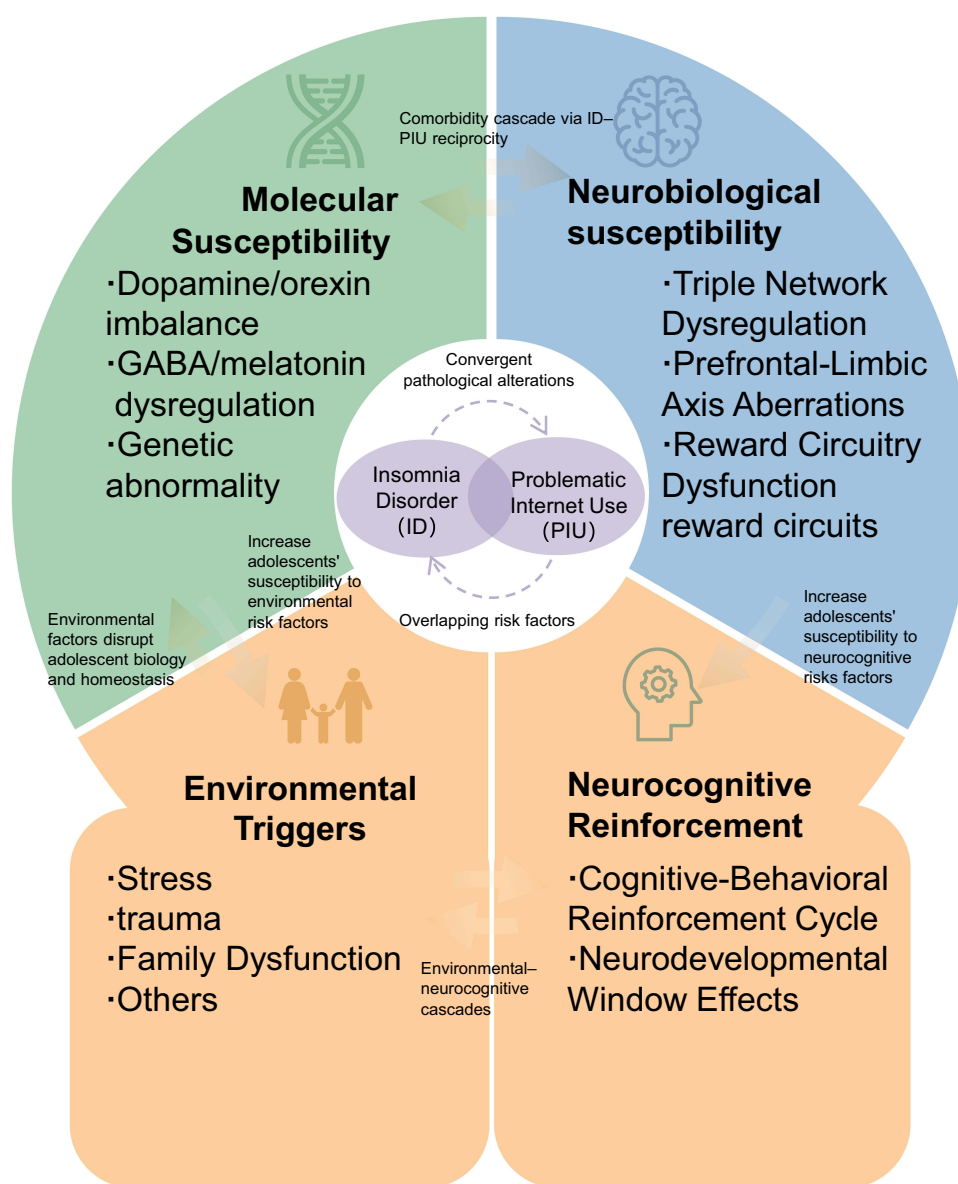 Comorbidity cascade via ID–
PIU reciprocity
Molecular
Susceptibility
·Dopamine/orexin
imbalance
·GABA/melatonin
dysregulation
·Genetic
abnormality
Neurobiological
susceptibility
·Triple Network
Dysregulation
·Prefrontal-Limbic
Axis Aberrations
·Reward Circuitry
Dysfunction
reward circuits
Convergent
pathological alterations
Insomnia
Disorder
(ID)
Problematic
Internet Use
(PIU)
Overlapping risk factors
Increase
adolescents'
susceptibility to
environmental
risk factors
Environmental
factors disrupt
adolescent biology
and homeostasis
Increase
adolescents'
susceptibility to
neurocognitive
risks factors
Environmental
Triggers
·Stress
·trauma
·Family Dysfunction
·Others
Neurocognitive
Reinforcement
·Cognitive-Behavioral
Reinforcement Cycle
·Neurodevelopmental
Window Effects
Environmental–
neurocognitive
cascades